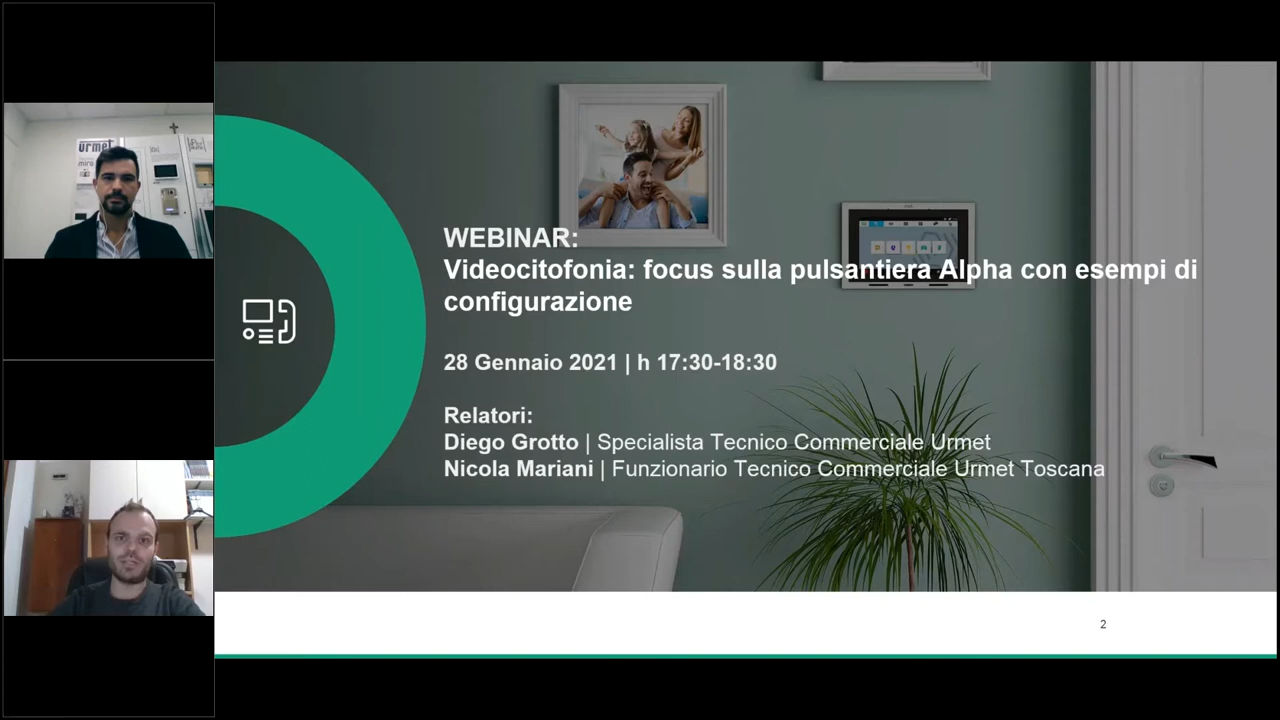 urmet
WEBINAR:
Videocitofonia: focus sulla pulsantiera Alpha con esempi di
configurazione
28 Gennaio 2021 | h 17:30-18:30
Relatori:
Diego Grotto | Specialista Tecnico Commerciale Urmet
Nicola Mariani | Funzionario Tecnico Commerciale Urmet Toscana
2